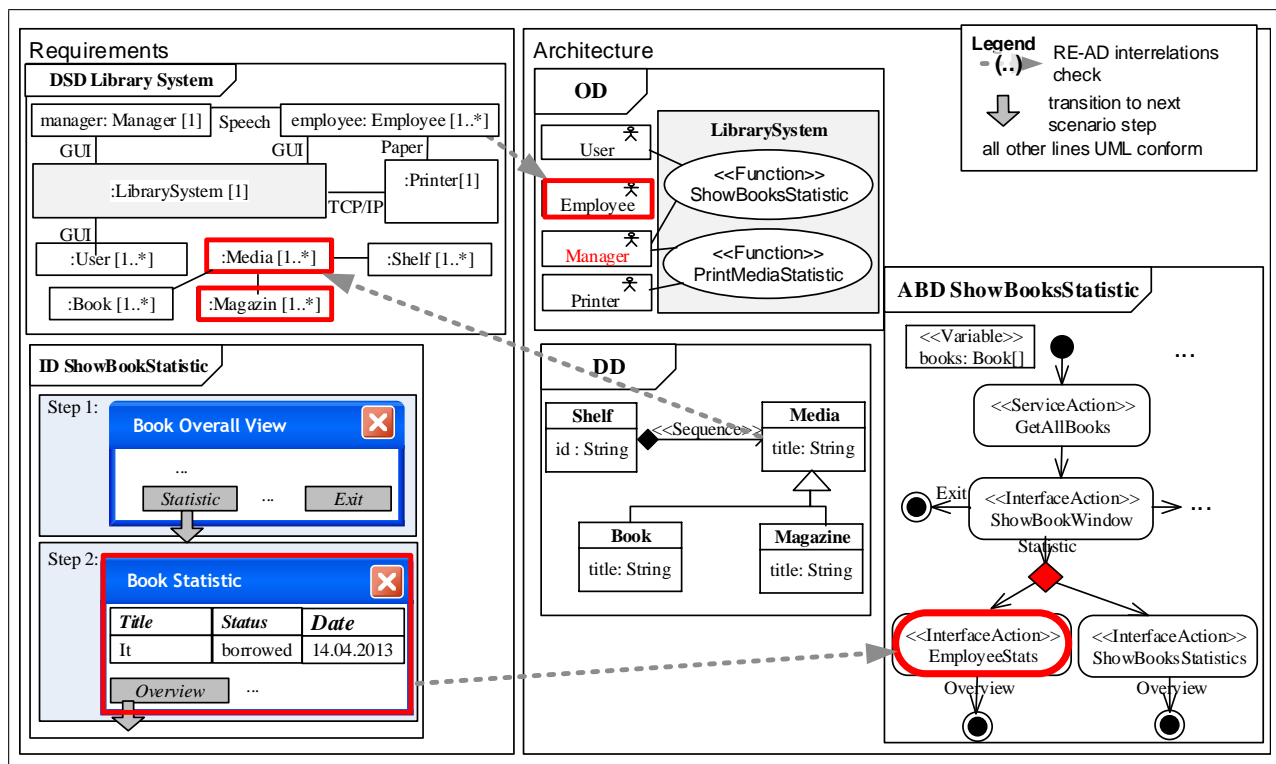 Requirements
DSD Library System
manager: Manager [1]
Speech
employee: Employee [1..*]
GUI
GUI
Paper
:LibrarySystem [1]
:Printer[1]
TCP/IP
GUI
:User [1..*]
:Media [1..*]
:Shelf [1..*]
:Book [1..*]
:Magazin [1..*]
ID ShowBookStatistic
Step 1:
Book Overall View
...
Statistic
...
Exit
Step 2:
Book Statistic
Title Status Date
It borrowed 14.04.2013
Overview
...
Architecture
OD
User
Employee
Manager
Printer
LibrarySystem
<<Function>>
ShowBooksStatistic
<<Function>>
PrintMediaStatistic
Legend
(..)
RE-AD interrelations
check
transition to next
scenario step
all other lines UML conform
DD
Shelf
id : String
<<Sequence>>
Media
title: String
Book
title: String
Magazine
title: String
ABD ShowBooksStatistic
<<Variable>>
books: Book[]
...
<<ServiceAction>>
GetAllBooks
Exit
<<InterfaceAction>>
ShowBookWindow
...
Statistic
<<InterfaceAction>>
EmployeeStats
<<InterfaceAction>>
ShowBooksStatistics
Overview
Overview